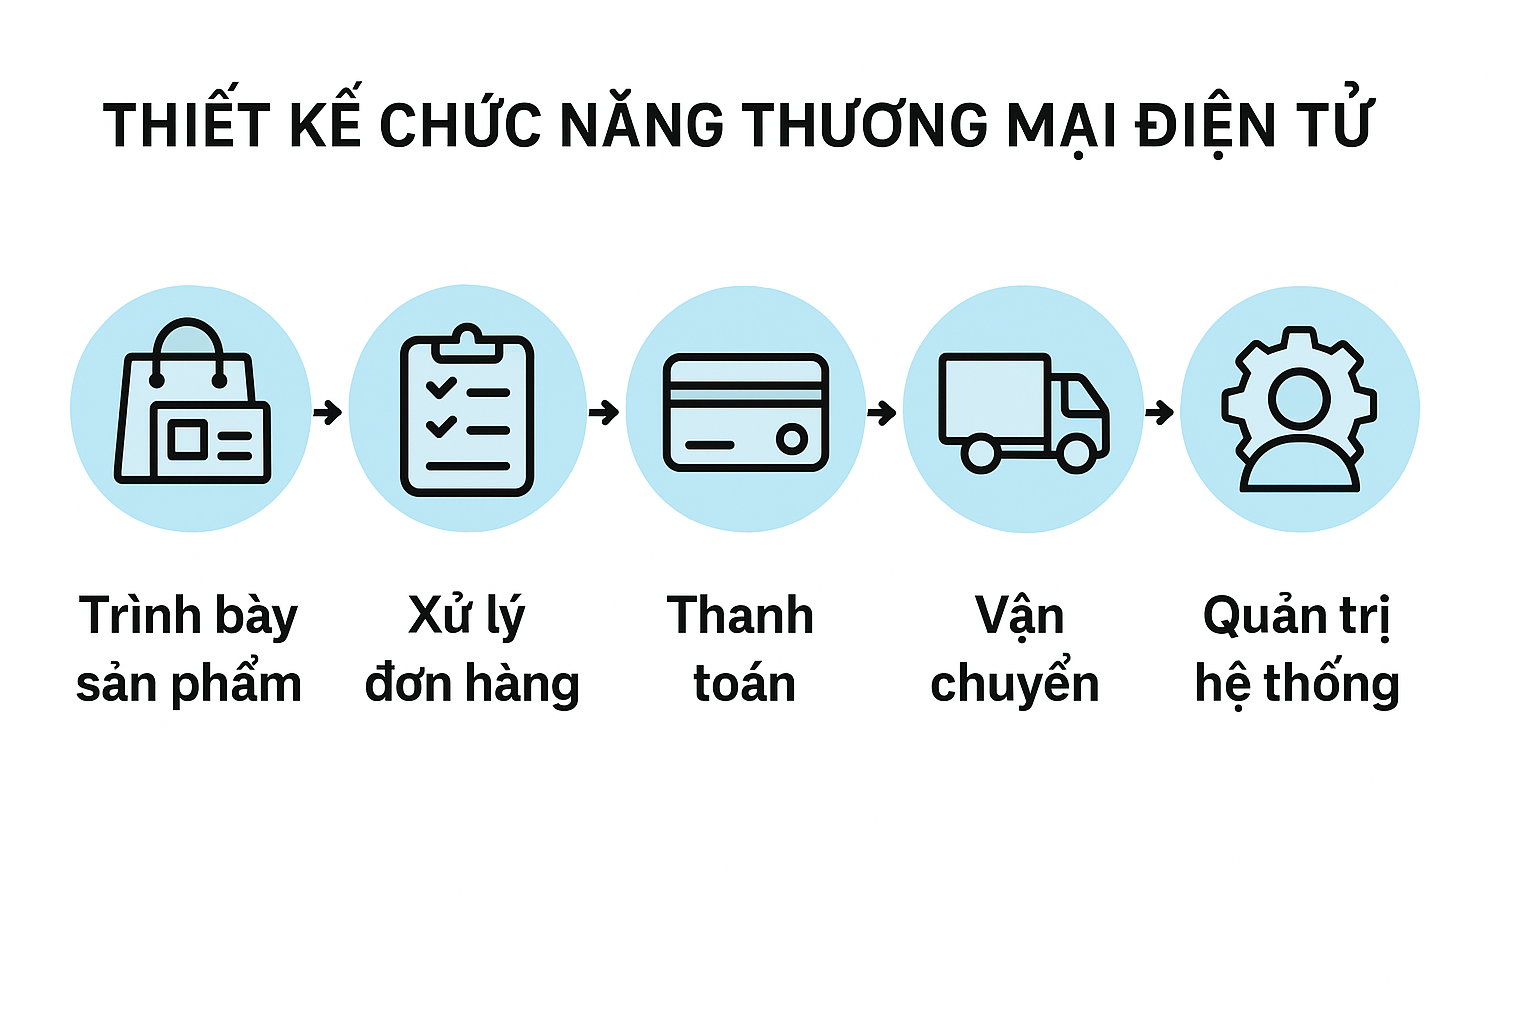 THIẾT KẾ CHỨC NĂNG THƯƠNG MẠI ĐIỆN TỬ
Trình bày
sản phẩm
Xử lý
đơn hàng
Thanh
toán
Vận
chuyển
Quản trị
hệ thống